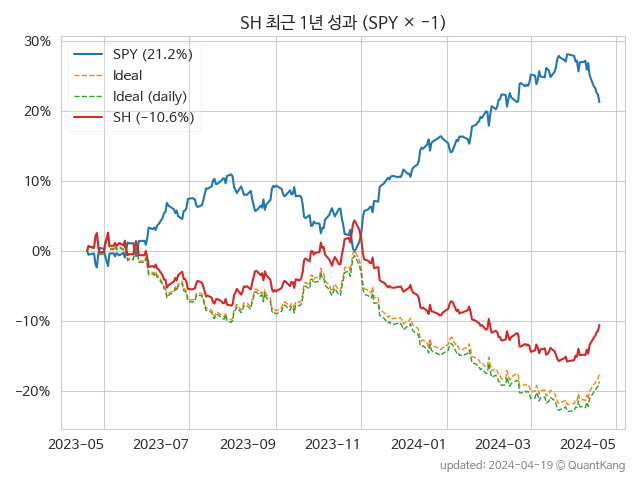 SH 최근 1년 성과 (SPY × −1)
30%
20%
10%
0%
−10%
−20%
SPY (21.2%)
Ideal
Ideal (daily)
SH (−10.6%)
2023-05
2023-07
2023-09
2023-11
2024-01
2024-03
2024-05
updated: 2024-04-19 © QuantKang